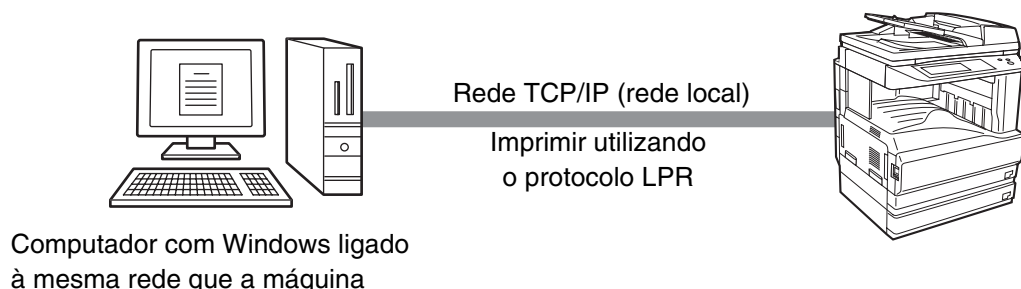 Rede TCP/IP (rede local)
Imprimir utilizando
o protocolo LPR
Computador com Windows ligado
à mesma rede que a máquina